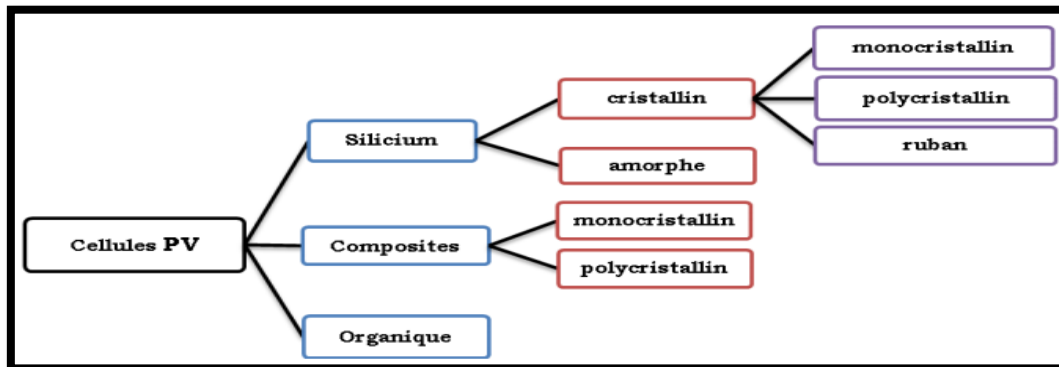 Cellules PV
Silicium
cristallin
monocristallin
polycristallin
ruban
amorphe
Composites
monocristallin
polycristallin
Organique